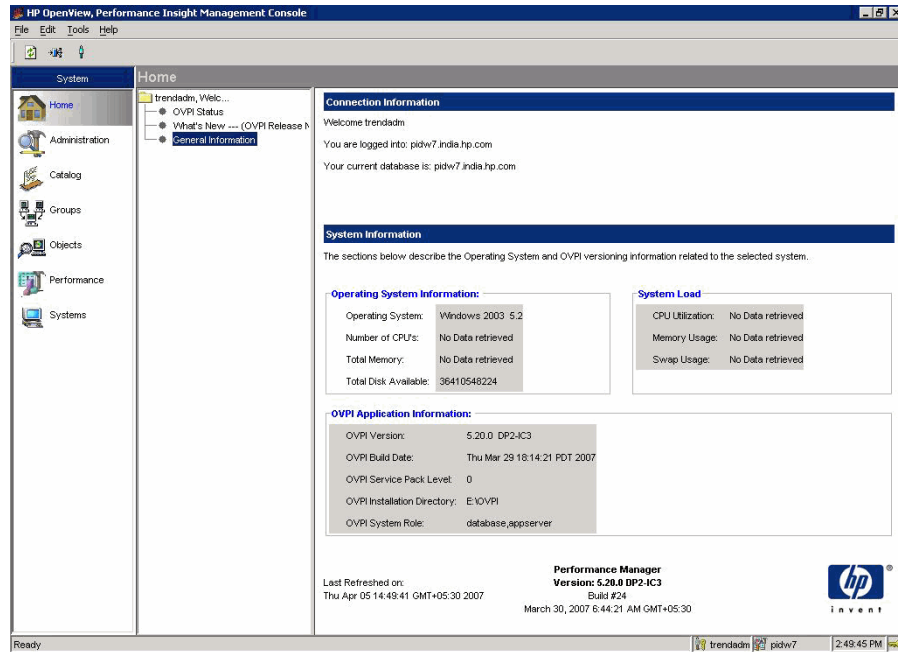 HP OpenView, Performance Insight Management Console
File Edit Tools Help
System
Home
Administration
Catalog
Groups
Objects
Performance
Systems
Home
trendadm, Welc...
OVPI Status
What's New --- (OVPI Release N
General Information
Connection Information
Welcome trendadm
You are logged into: pidw7.india.hp.com
Your current database is: pidw7.india.hp.com
System Information
The sections below describe the Operating System and OVPI versioning information related to the selected system.
Operating System Information:
Operating System: Windows 2003 5.2
Number of CPU's: No Data retrieved
Total Memory: No Data retrieved
Total Disk Available: 36410548224
System Load
CPU Utilization: No Data retrieved
Memory Usage: No Data retrieved
Swap Usage: No Data retrieved
OVPI Application Information:
OVPI Version: 5.20.0 DP2-IC3
OVPI Build Date: Thu Mar 29 18:14:21 PDT 2007
OVPI Service Pack Level: 0
OVPI Installation Directory: E:\OVPI
OVPI System Role: database,appserver
Last Refreshed on:
Thu Apr 05 14:49:41 GMT+05:30 2007
Performance Manager
Version: 5.20.0 DP2-IC3
Build #24
March 30, 2007 6:44:21 AM GMT+05:30
hp ®
invent
Ready
trendadm
pidw7
2:49:45 PM